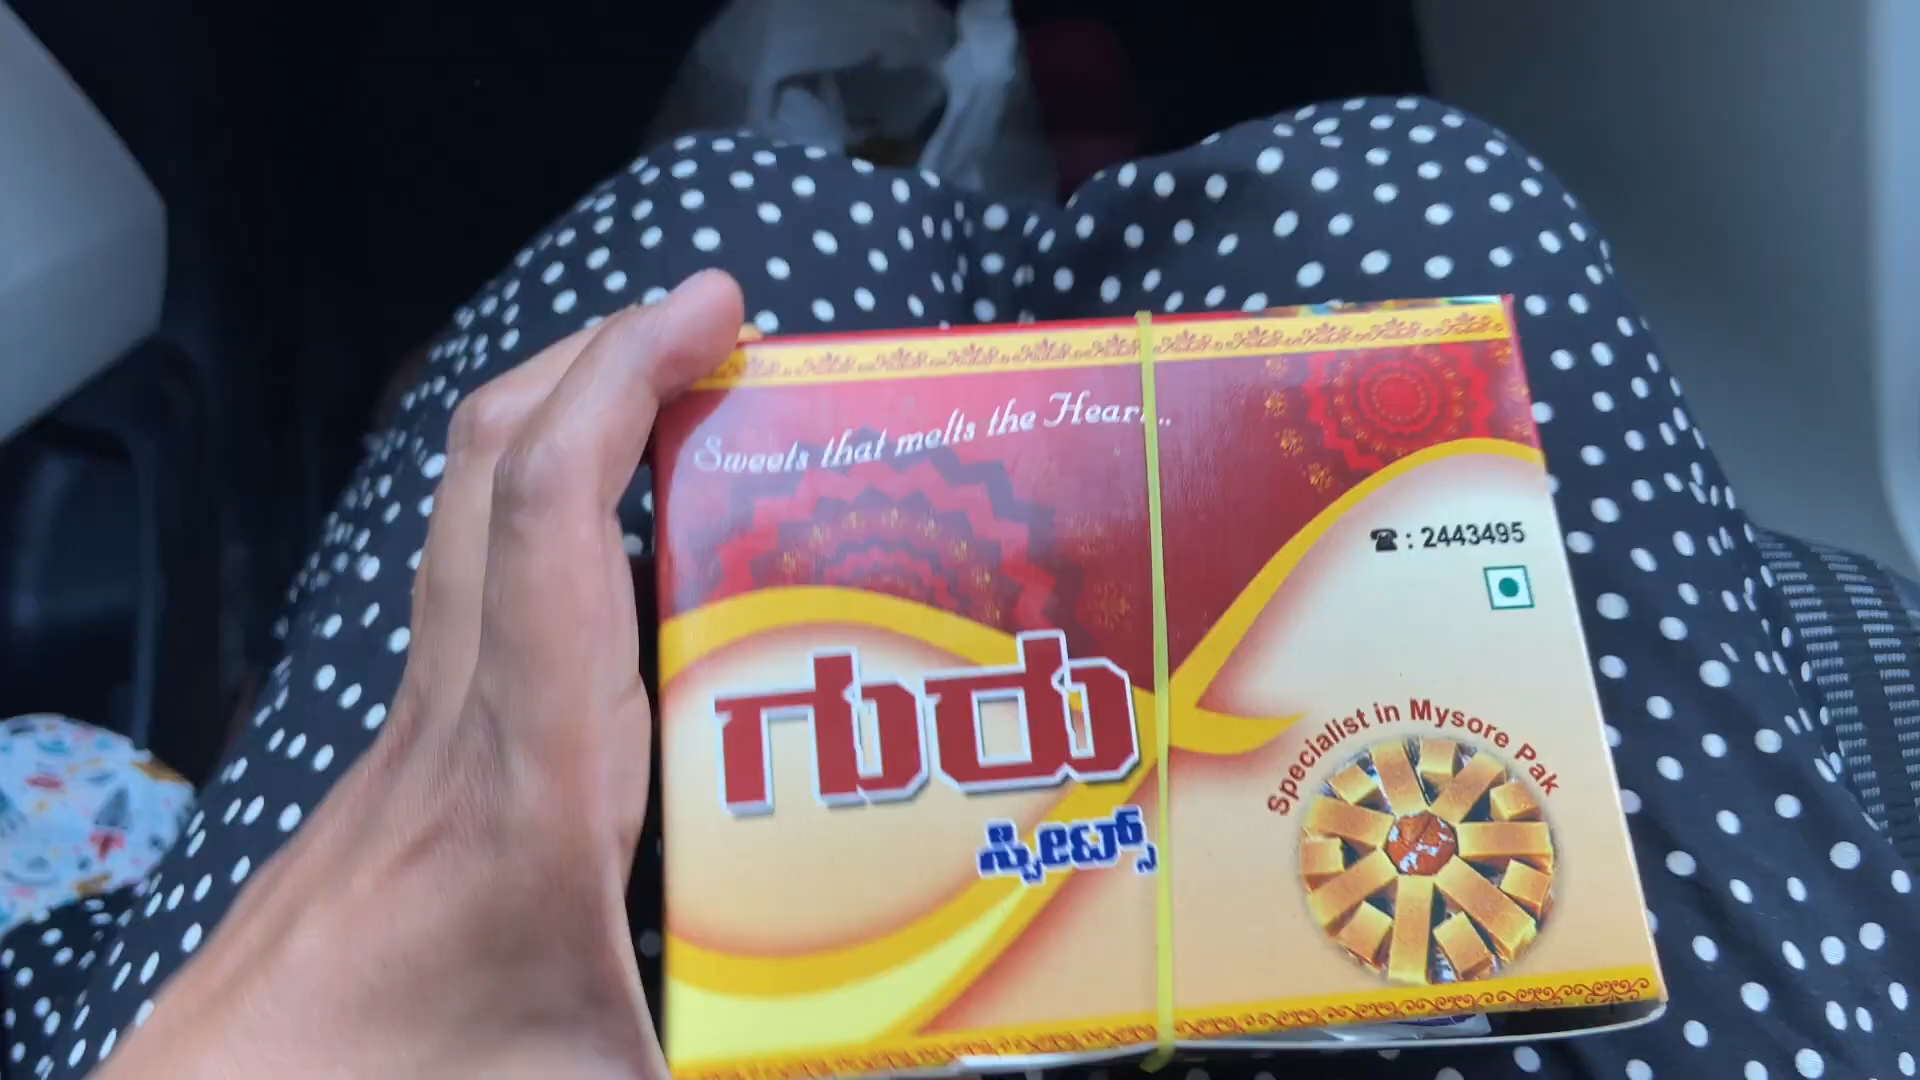 Sweets that melts the Heart...
☎ : 2443495
ಗುರು
ಸ್ವೀಟ್ಸ್
Specialist in Mysore Pak